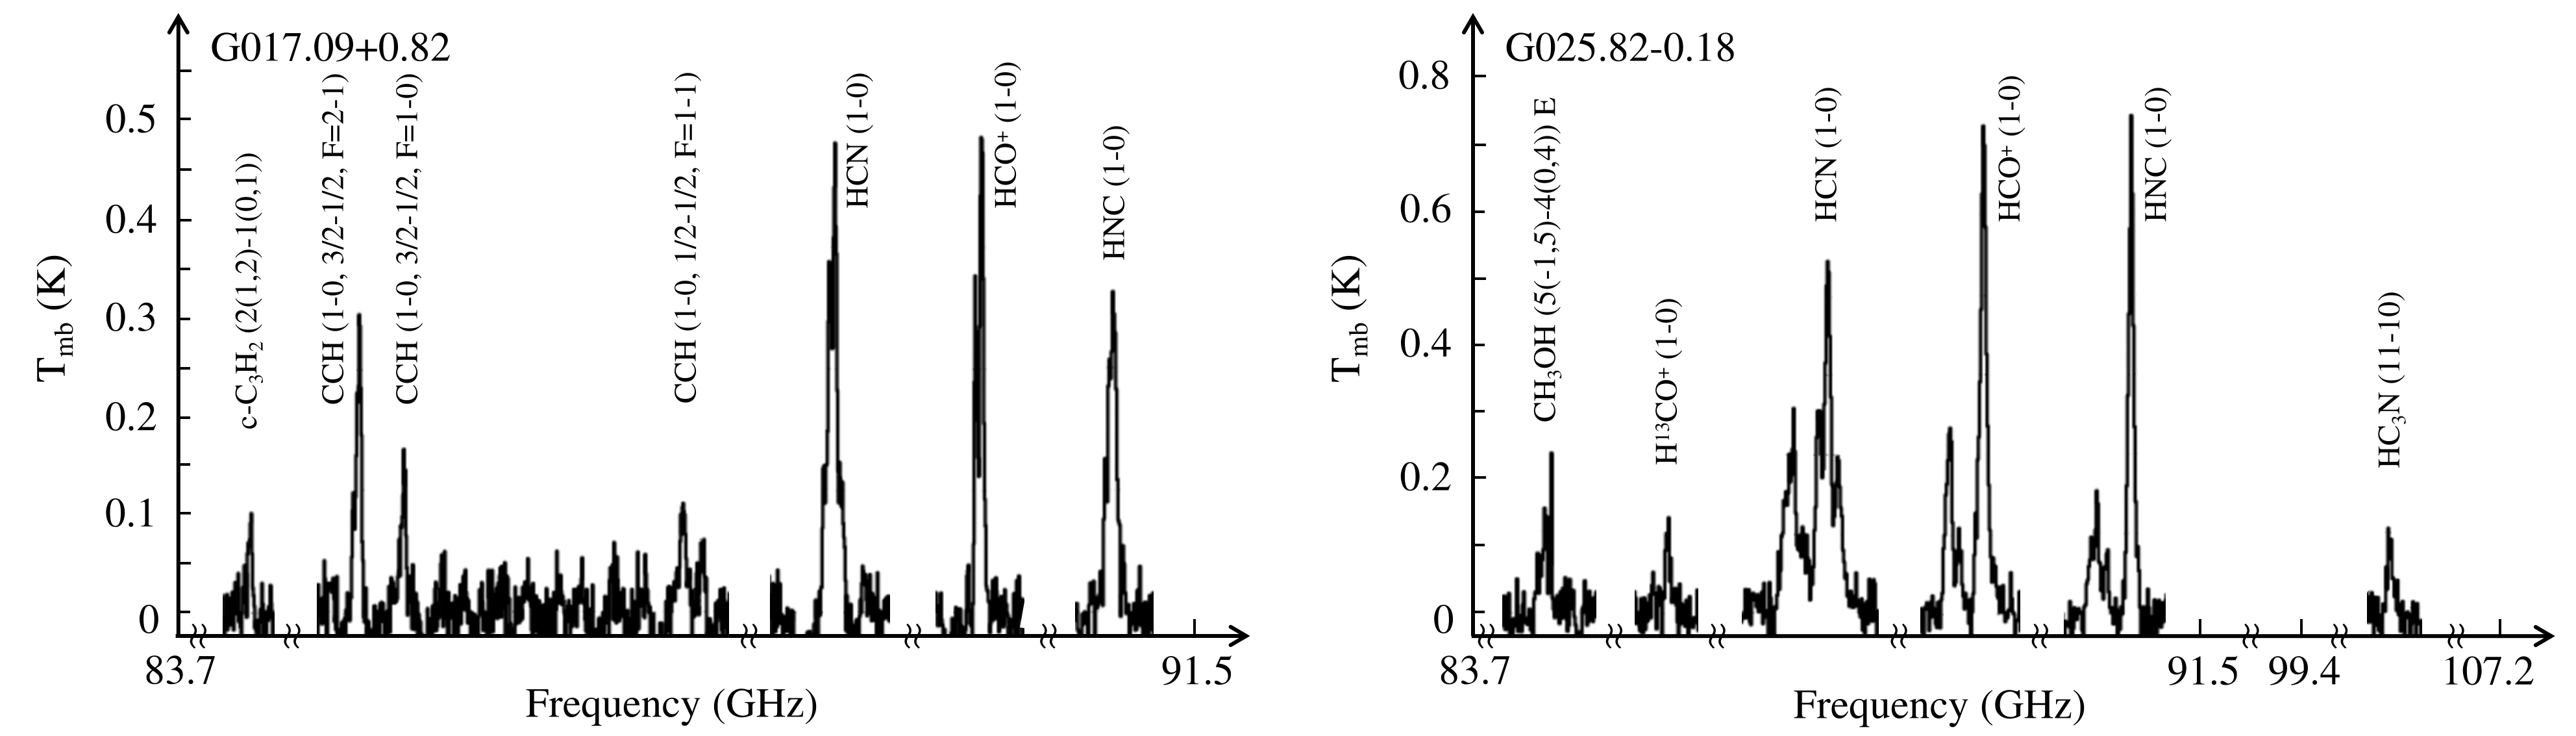 G017.09+0.82
T_mb (K)
0.5
0.4
0.3
0.2
0.1
0
c-C₃H₂ (2(1,2)-1(0,1))
CCH (1-0, 3/2-1/2, F=2-1)
CCH (1-0, 3/2-1/2, F=1-0)
CCH (1-0, 1/2-1/2, F=1-1)
HCN (1-0)
HCO⁺ (1-0)
HNC (1-0)
83.7
91.5
Frequency (GHz)
G025.82-0.18
T_mb (K)
0.8
0.6
0.4
0.2
0
CH₃OH (5(-1,5)-4(0,4)) E
H¹³CO⁺ (1-0)
HCN (1-0)
HCO⁺ (1-0)
HNC (1-0)
HC₃N (11-10)
83.7
91.5
99.4
107.2
Frequency (GHz)